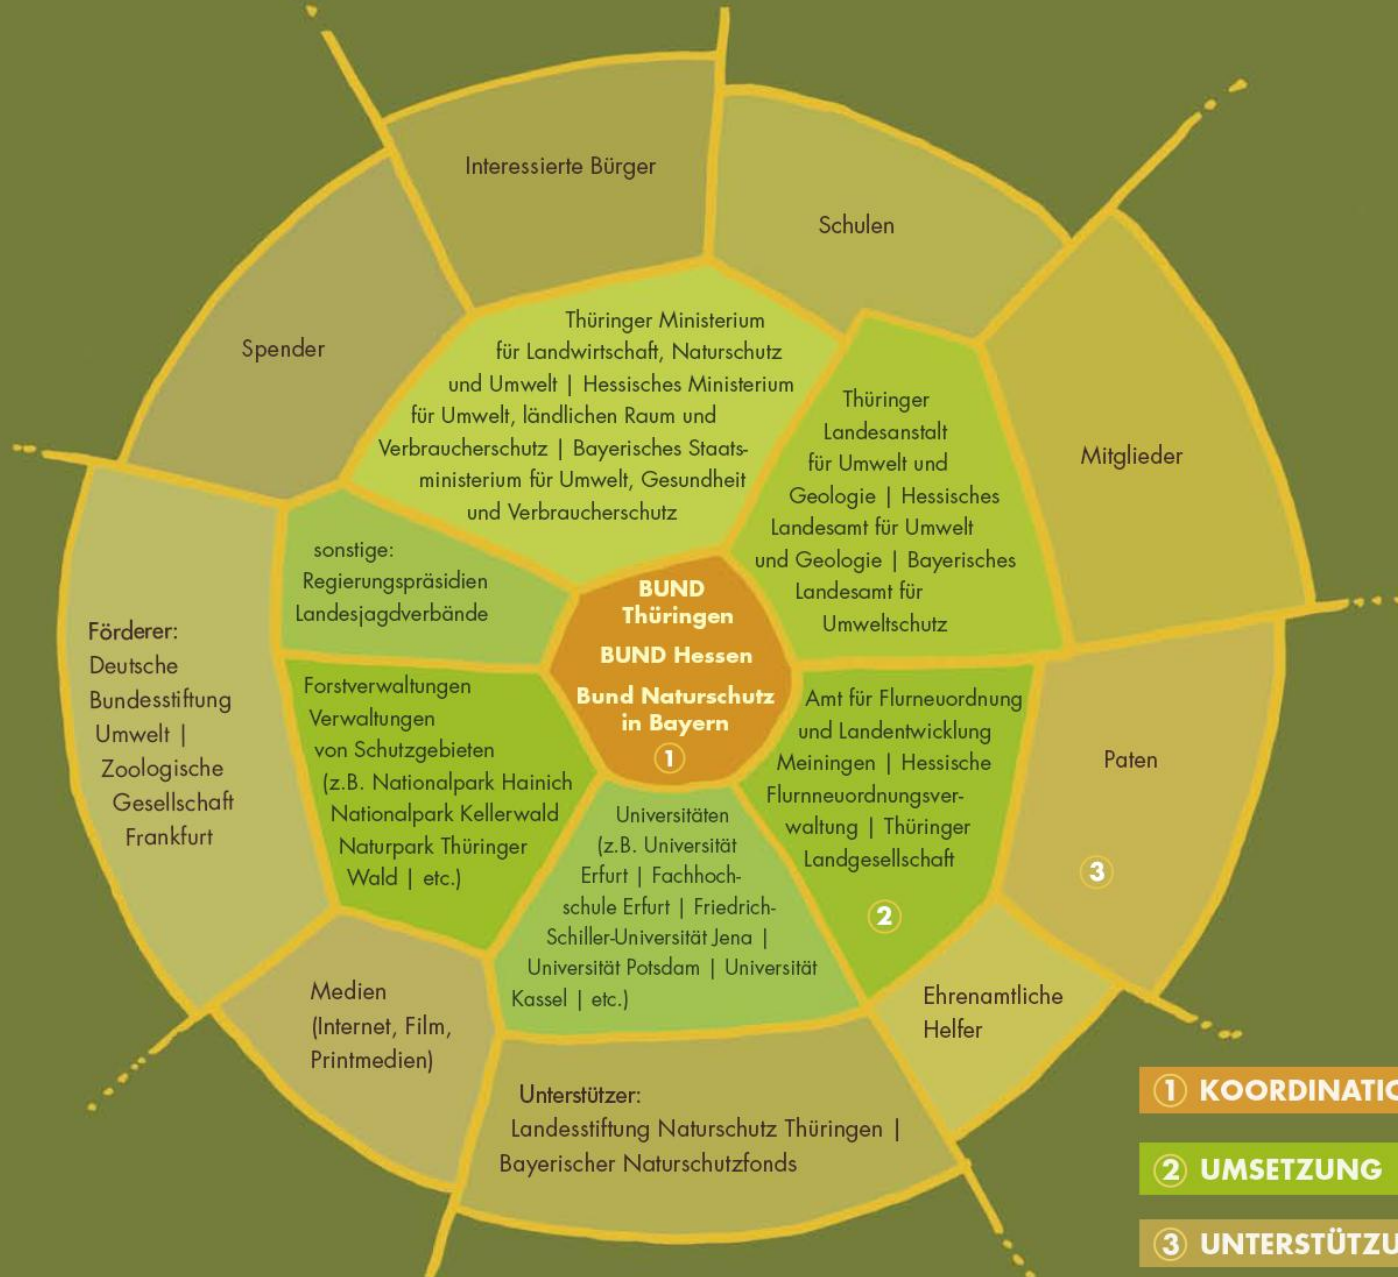 Interessierte Bürger
Schulen
Spender
Mitglieder
Thüringer Ministerium
für Landwirtschaft, Naturschutz
und Umwelt | Hessisches Ministerium
für Umwelt, ländlichen Raum und
Verbraucherschutz | Bayerisches Staats-
ministerium für Umwelt, Gesundheit
und Verbraucherschutz
Thüringer
Landesanstalt
für Umwelt und
Geologie | Hessisches
Landesamt für Umwelt
und Geologie | Bayerisches
Landesamt für
Umweltschutz
sonstige:
Regierungspräsidien
Landesjagdverbände
BUND
Thüringen
BUND Hessen
Bund Naturschutz
in Bayern
1
Förderer:
Deutsche
Bundesstiftung
Umwelt |
Zoologische
Gesellschaft
Frankfurt
Forstverwaltungen
Verwaltungen
von Schutzgebieten
(z.B. Nationalpark Hainich
Nationalpark Kellerwald
Naturpark Thüringer
Wald | etc.)
Amt für Flurneuordnung
und Landentwicklung
Meiningen | Hessische
Flurnneuordnungsver-
waltung | Thüringer
Landgesellschaft
2
Paten
3
Universitäten
(z.B. Universität
Erfurt | Fachhoch-
schule Erfurt | Friedrich-
Schiller-Universität Jena |
Universität Potsdam | Universität
Kassel | etc.)
Medien
(Internet, Film,
Printmedien)
Ehrenamtliche
Helfer
Unterstützer:
Landesstiftung Naturschutz Thüringen |
Bayerischer Naturschutzfonds
1 KOORDINATIO
2 UMSETZUNG
3 UNTERSTÜTZU